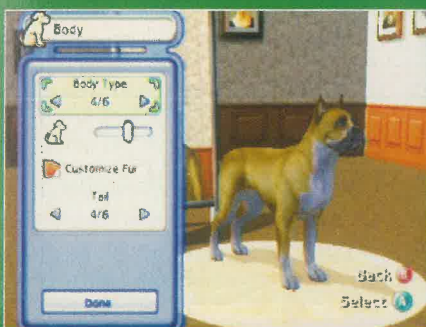 Body
Body Type
4/6
Customize Fur
Tail
4/6
Done
Back B
Select A